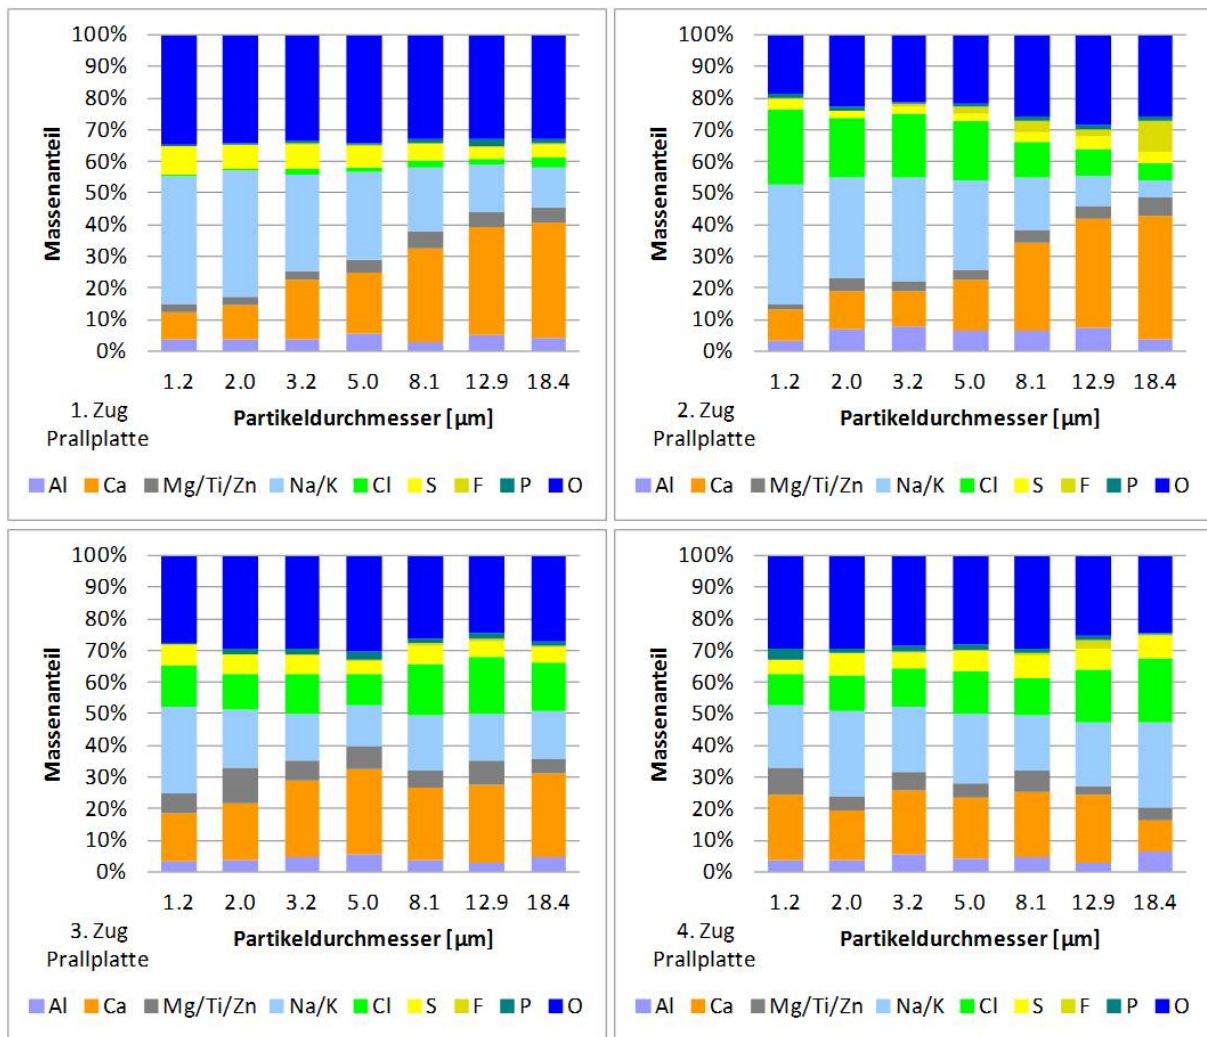 100%
90%
80%
70%
60%
50%
40%
30%
20%
10%
0%
Massenanteil
1.2 2.0 3.2 5.0 8.1 12.9 18.4
1. Zug
Prallplatte
Partikeldurchmesser [µm]
Al Ca Mg/Ti/Zn Na/K Cl S F P O
100%
90%
80%
70%
60%
50%
40%
30%
20%
10%
0%
Massenanteil
1.2 2.0 3.2 5.0 8.1 12.9 18.4
2. Zug
Prallplatte
Partikeldurchmesser [µm]
Al Ca Mg/Ti/Zn Na/K Cl S F P O
100%
90%
80%
70%
60%
50%
40%
30%
20%
10%
0%
Massenanteil
1.2 2.0 3.2 5.0 8.1 12.9 18.4
3. Zug
Prallplatte
Partikeldurchmesser [µm]
Al Ca Mg/Ti/Zn Na/K Cl S F P O
100%
90%
80%
70%
60%
50%
40%
30%
20%
10%
0%
Massenanteil
1.2 2.0 3.2 5.0 8.1 12.9 18.4
4. Zug
Prallplatte
Partikeldurchmesser [µm]
Al Ca Mg/Ti/Zn Na/K Cl S F P O